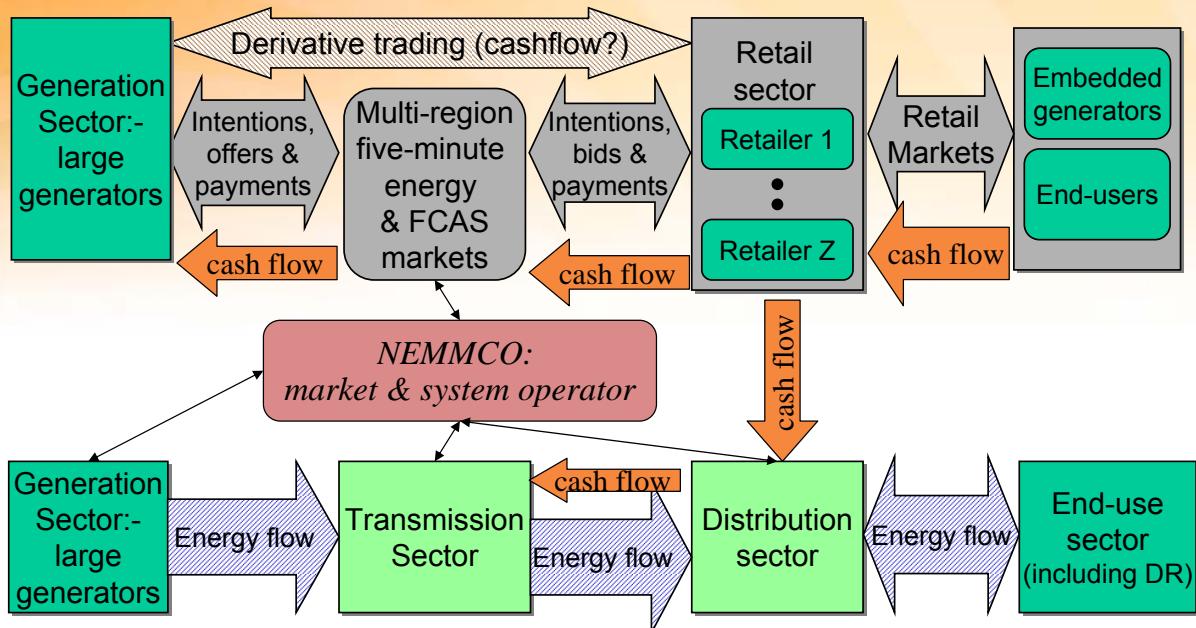 Derivative trading (cashflow?)
Generation
Sector:-
large
generators
Intentions,
offers &
payments
Multi-region
five-minute
energy
& FCAS
markets
Intentions,
bids &
payments
Retail
sector
Retailer 1
Retailer Z
Retail
Markets
Embedded
generators
End-users
cash flow
cash flow
cash flow
NEMMCO:
market & system operator
cash flow
Generation
Sector:-
large
generators
Energy flow
Transmission
Sector
cash flow
Energy flow
Distribution
sector
Energy flow
End-use
sector
(including DR)